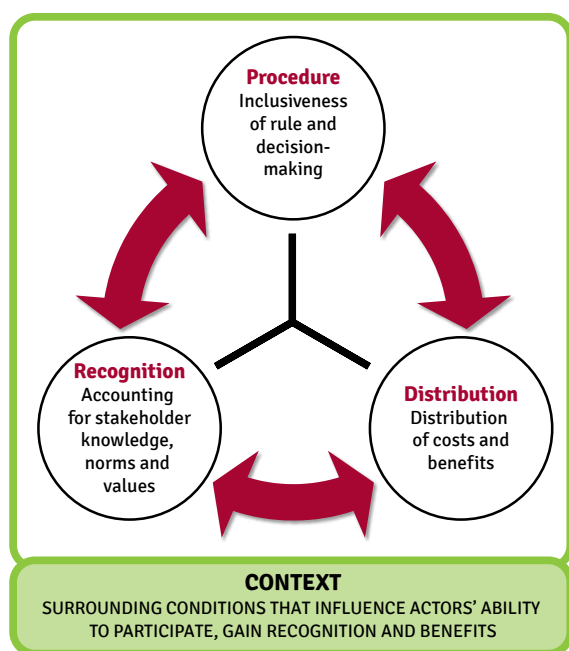 Procedure
Inclusiveness
of rule and
decision-
making
Recognition
Accounting
for stakeholder
knowledge,
norms and
values
Distribution
Distribution
of costs and
benefits
CONTEXT
SURROUNDING CONDITIONS THAT INFLUENCE ACTORS’ ABILITY
TO PARTICIPATE, GAIN RECOGNITION AND BENEFITS